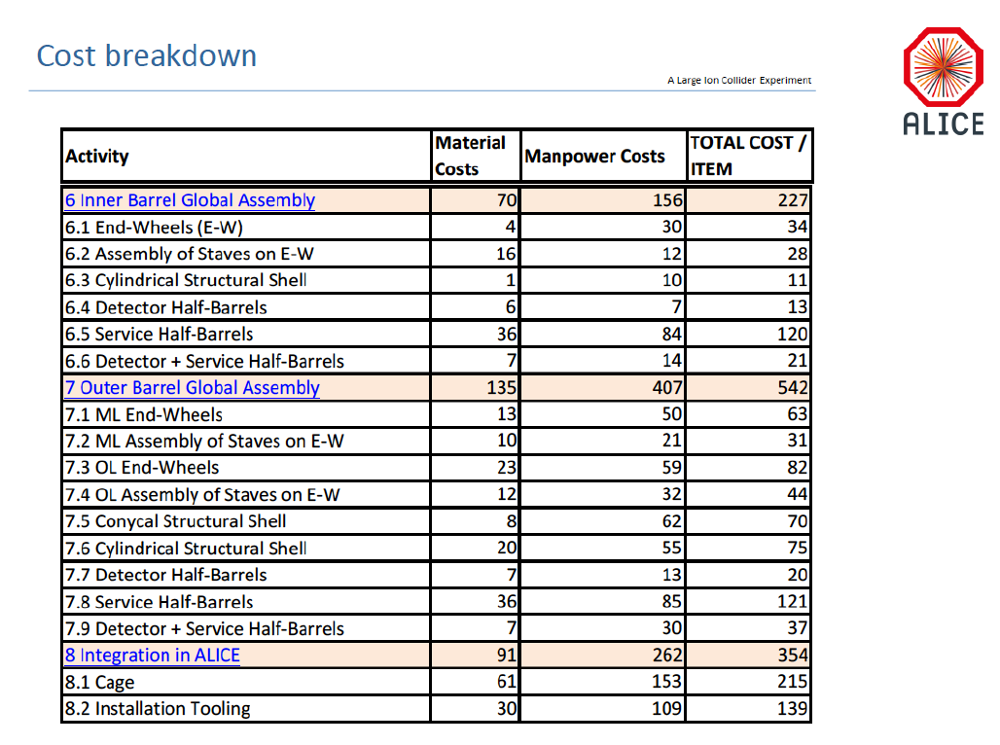 Cost breakdown
A Large Ion Collider Experiment
ALICE
Activity Material Costs Manpower Costs TOTAL COST / ITEM
6 Inner Barrel Global Assembly 70 156 227
6.1 End-Wheels (E-W) 4 30 34
6.2 Assembly of Staves on E-W 16 12 28
6.3 Cylindrical Structural Shell 1 10 11
6.4 Detector Half-Barrels 6 7 13
6.5 Service Half-Barrels 36 84 120
6.6 Detector + Service Half-Barrels 7 14 21
7 Outer Barrel Global Assembly 135 407 542
7.1 ML End-Wheels 13 50 63
7.2 ML Assembly of Staves on E-W 10 21 31
7.3 OL End-Wheels 23 59 82
7.4 OL Assembly of Staves on E-W 12 32 44
7.5 Conycal Structural Shell 8 62 70
7.6 Cylindrical Structural Shell 20 55 75
7.7 Detector Half-Barrels 7 13 20
7.8 Service Half-Barrels 36 85 121
7.9 Detector + Service Half-Barrels 7 30 37
8 Integration in ALICE 91 262 354
8.1 Cage 61 153 215
8.2 Installation Tooling 30 109 139